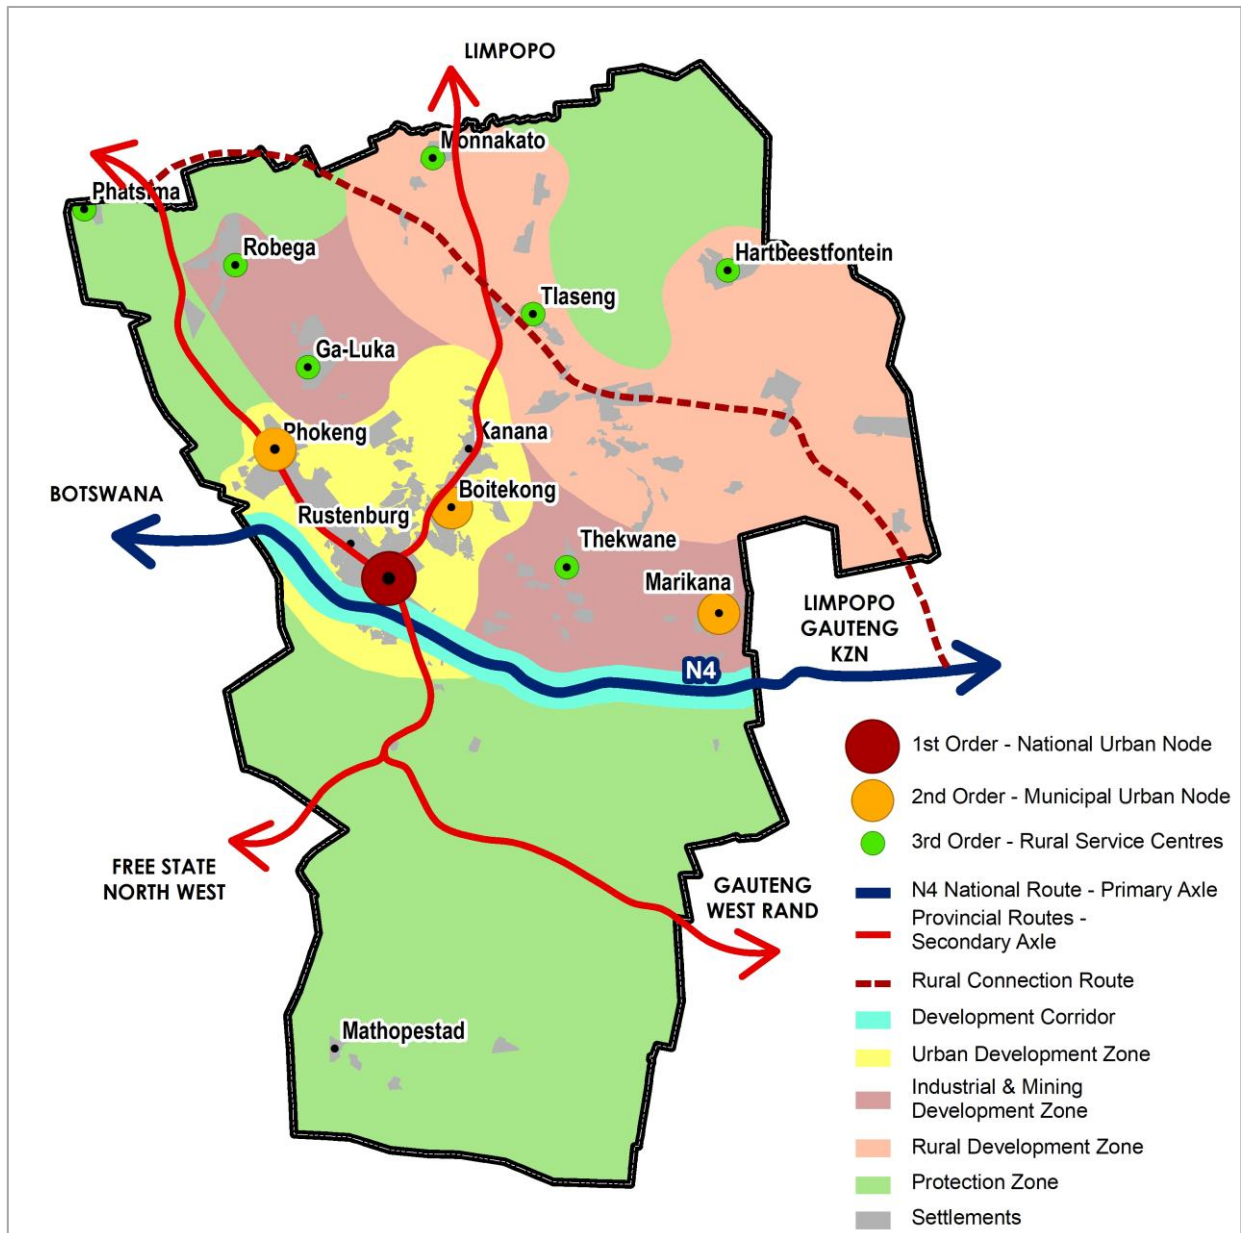 LIMPOPO
Monnakato
Phatsima
Robega
Hartbeestfontein
Tlaseng
Ga-Luka
Phokeng
Kanana
BOTSWANA
Boitekong
Rustenburg
Thekwane
Marikana
LIMPOPO
GAUTENG
KZN
N4
FREE STATE
NORTH WEST
GAUTENG
WEST RAND
Mathopestad
1st Order - National Urban Node
2nd Order - Municipal Urban Node
3rd Order - Rural Service Centres
N4 National Route - Primary Axle
Provincial Routes -
Secondary Axle
Rural Connection Route
Development Corridor
Urban Development Zone
Industrial & Mining
Development Zone
Rural Development Zone
Protection Zone
Settlements